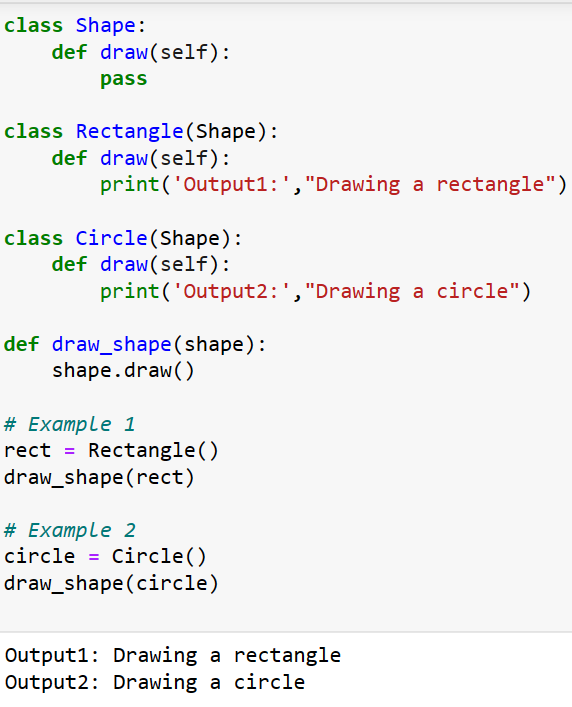 class Shape:
    def draw(self):
        pass

class Rectangle(Shape):
    def draw(self):
        print('Output1:',"Drawing a rectangle")

class Circle(Shape):
    def draw(self):
        print('Output2:',"Drawing a circle")

def draw_shape(shape):
    shape.draw()

# Example 1
rect = Rectangle()
draw_shape(rect)

# Example 2
circle = Circle()
draw_shape(circle)

Output1: Drawing a rectangle
Output2: Drawing a circle